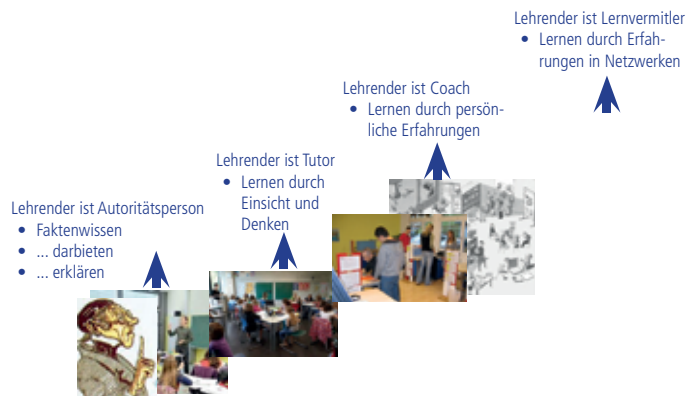 Lehrender ist Lernvermitler
• Lernen durch Erfah-
rungen in Netzwerken
Lehrender ist Coach
• Lernen durch persön-
liche Erfahrungen
Lehrender ist Tutor
• Lernen durch
Einsicht und
Denken
Lehrender ist Autoritätsperson
• Faktenwissen
• ... darbieten
• ... erklären